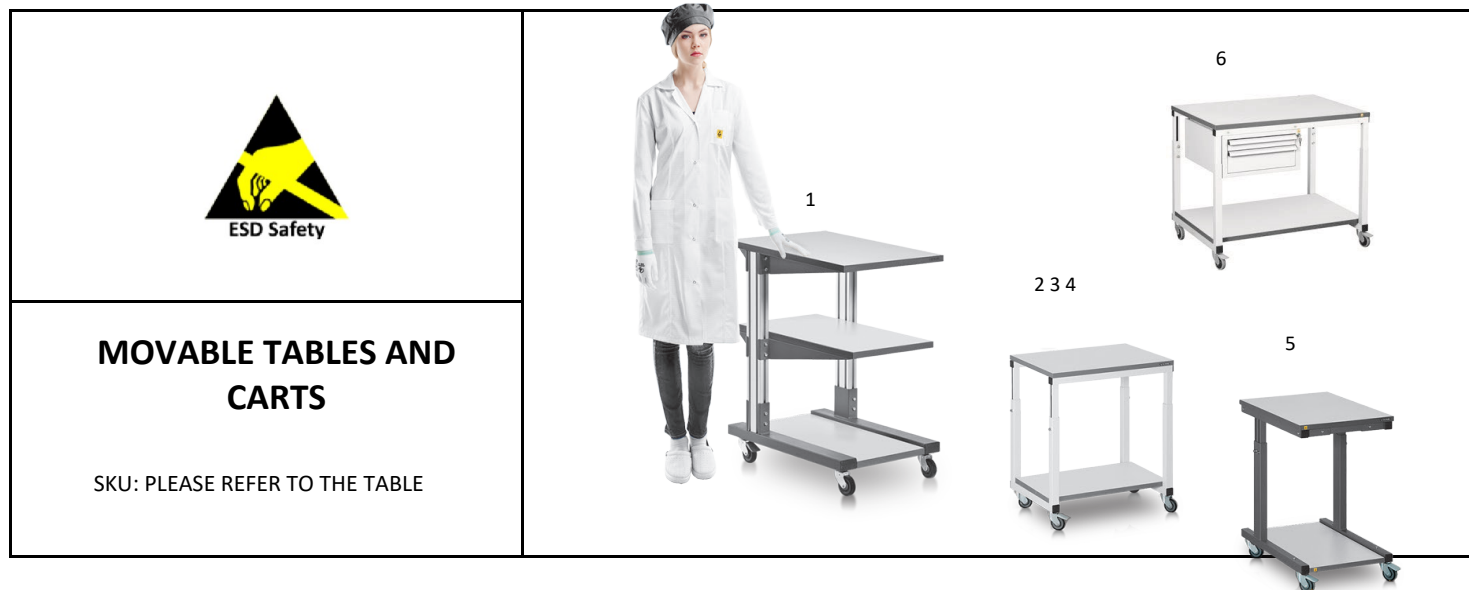 ESD Safety
MOVABLE TABLES AND
CARTS
SKU: PLEASE REFER TO THE TABLE
1
6
2 3 4
5